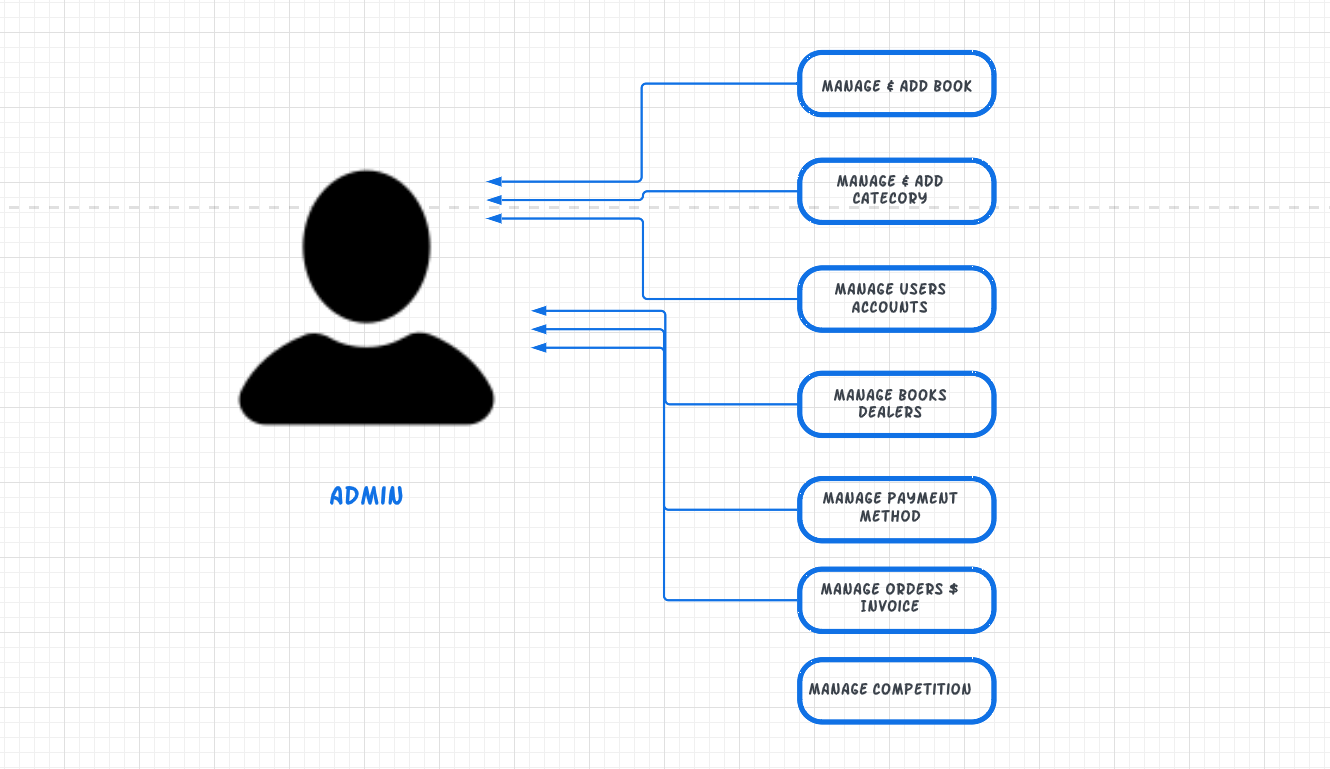 MANAGE & ADD BOOK
MANAGE & ADD
CATECORY
MANAGE USERS
ACCOUNTS
MANAGE BOOKS
DEALERS
MANAGE PAYMENT
METHOD
ADMIN
MANAGE ORDERS $
INVOICE
MANAGE COMPETITION